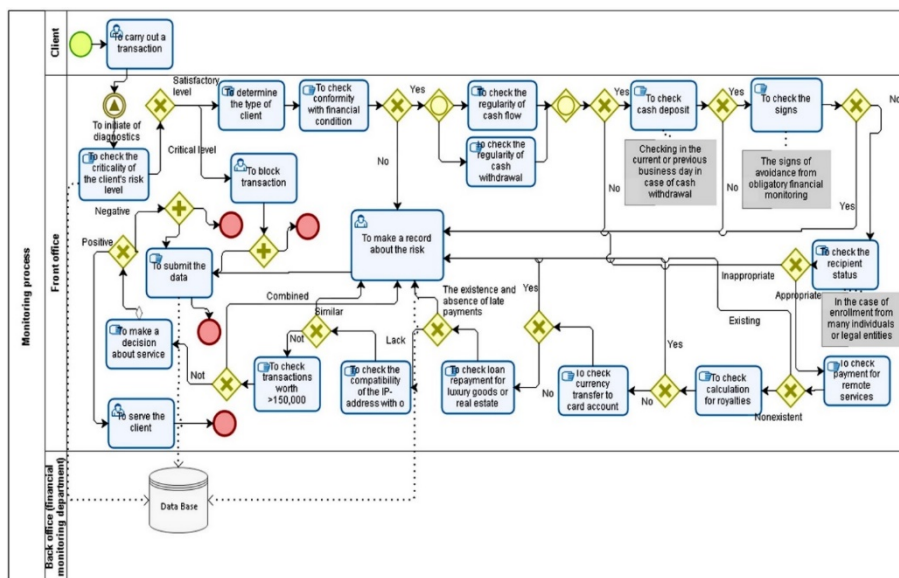 Monitoring process
Client
To carry out a
transaction
Front office
To initiate of
diagnostics
To check the
criticality of
the client's risk
level
Satisfactory
level
Critical level
To determine
the type of
client
To check
conformity
with financial
condition
Yes
No
To check the
regularity of
cash flow
To check the
regularity of
cash
withdrawal
Yes
No
To check
cash deposit
Checking in the
current or previous
business day in
case of cash
withdrawal
Yes
No
To check
the signs
The signs of
avoidance from
obligatory financial
monitoring
Yes
To block
transaction
Negative
Positive
To submit the
data
To make a record
about the risk
To check the
recipient
status
Inappropriate
Appropriate
In the case of
enrollment from
many individuals
or legal entities
To make a
decision about
service
Not
Combined
To check
transactions
worth
>150,000
Not
Similar
To check the
compatibility
of the IP-
address with o
Lack
The existence and
absence of late
payments
To check loan
repayment for
luxury goods or
real estate
Yes
No
To check
currency
transfer to
card account
Yes
No
To check
calculation
for royalties
Existing
Nonexistent
To check
payment for
remote
services
To serve the
client
Back office (financial
monitoring department)
Data Base